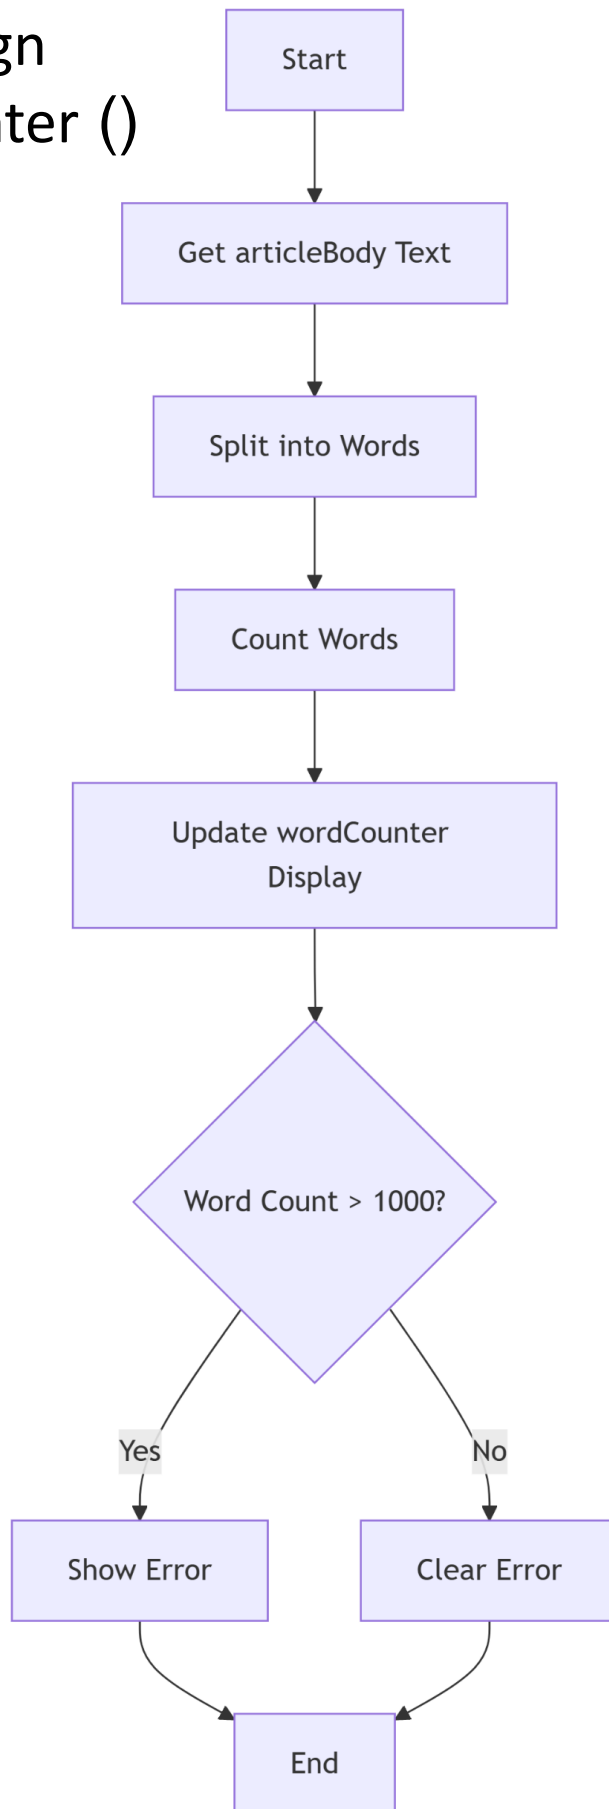 gn
nter ()
Start
Get articleBody Text
Split into Words
Count Words
Update wordCounter
Display
Word Count > 1000?
Yes
No
Show Error
Clear Error
End